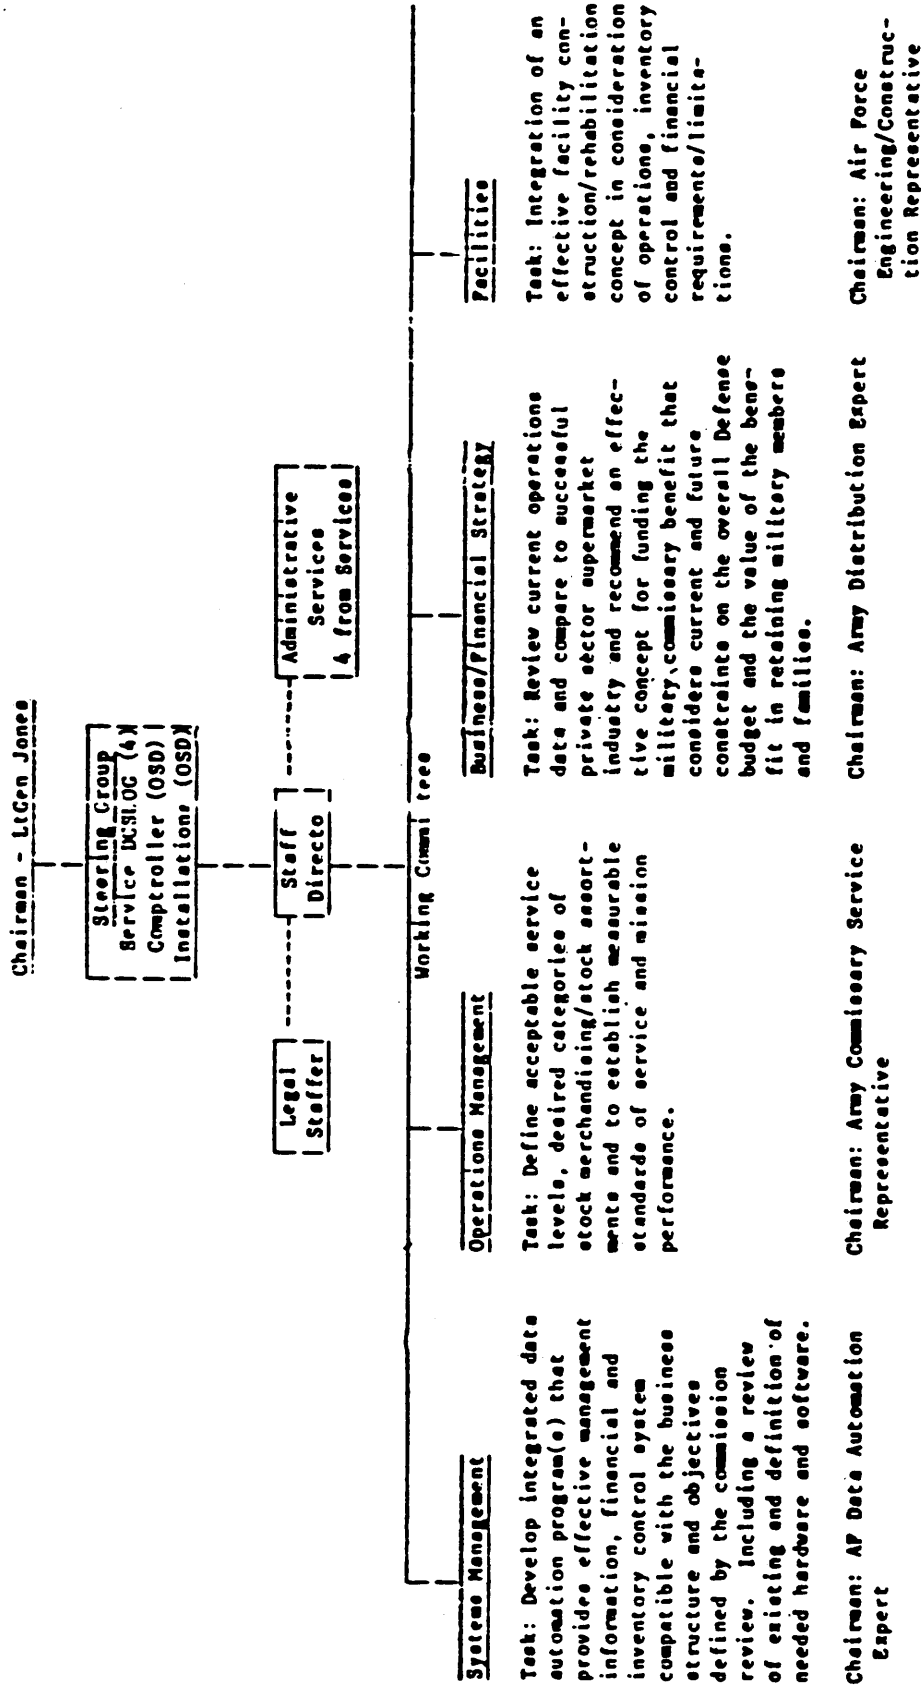 Chairman - LtGen Jones
Steering Group
Service DCSLOG (4)
Comptroller (OSD)
Installations (OSD)
Legal
Staffer
Staff
Directo
Administrative
Services
4 from Services
Working Commi tees
Systems Management
Task: Develop integrated data
automation program(s) that
provides effective management
information, financial and
inventory control system
compatible with the business
structure and objectives
defined by the commission
review. Including a review
of existing and definition of
needed hardware and software.
Chairman: AF Data Automation
Expert
Operations Management
Task: Define acceptable service
levels, desired categories of
stock merchandising/stock assort-
ments and to establish measurable
standards of service and mission
performance.
Chairman: Army Commissary Service
Representative
Business/Financial Strategy
Task: Review current operations
data and compare to successful
private sector supermarket
industry and recommend an effec-
tive concept for funding the
military commissary benefit that
considers current and future
constraints on the overall Defense
budget and the value of the bene-
fit in retaining military members
and families.
Chairman: Army Distribution Expert
Facilities
Task: Integration of an
effective facility con-
struction/rehabilitation
concept in consideration
of operations, inventory
control and financial
requirements/limita-
tions.
Chairman: Air Force
Engineering/Construc-
tion Representative